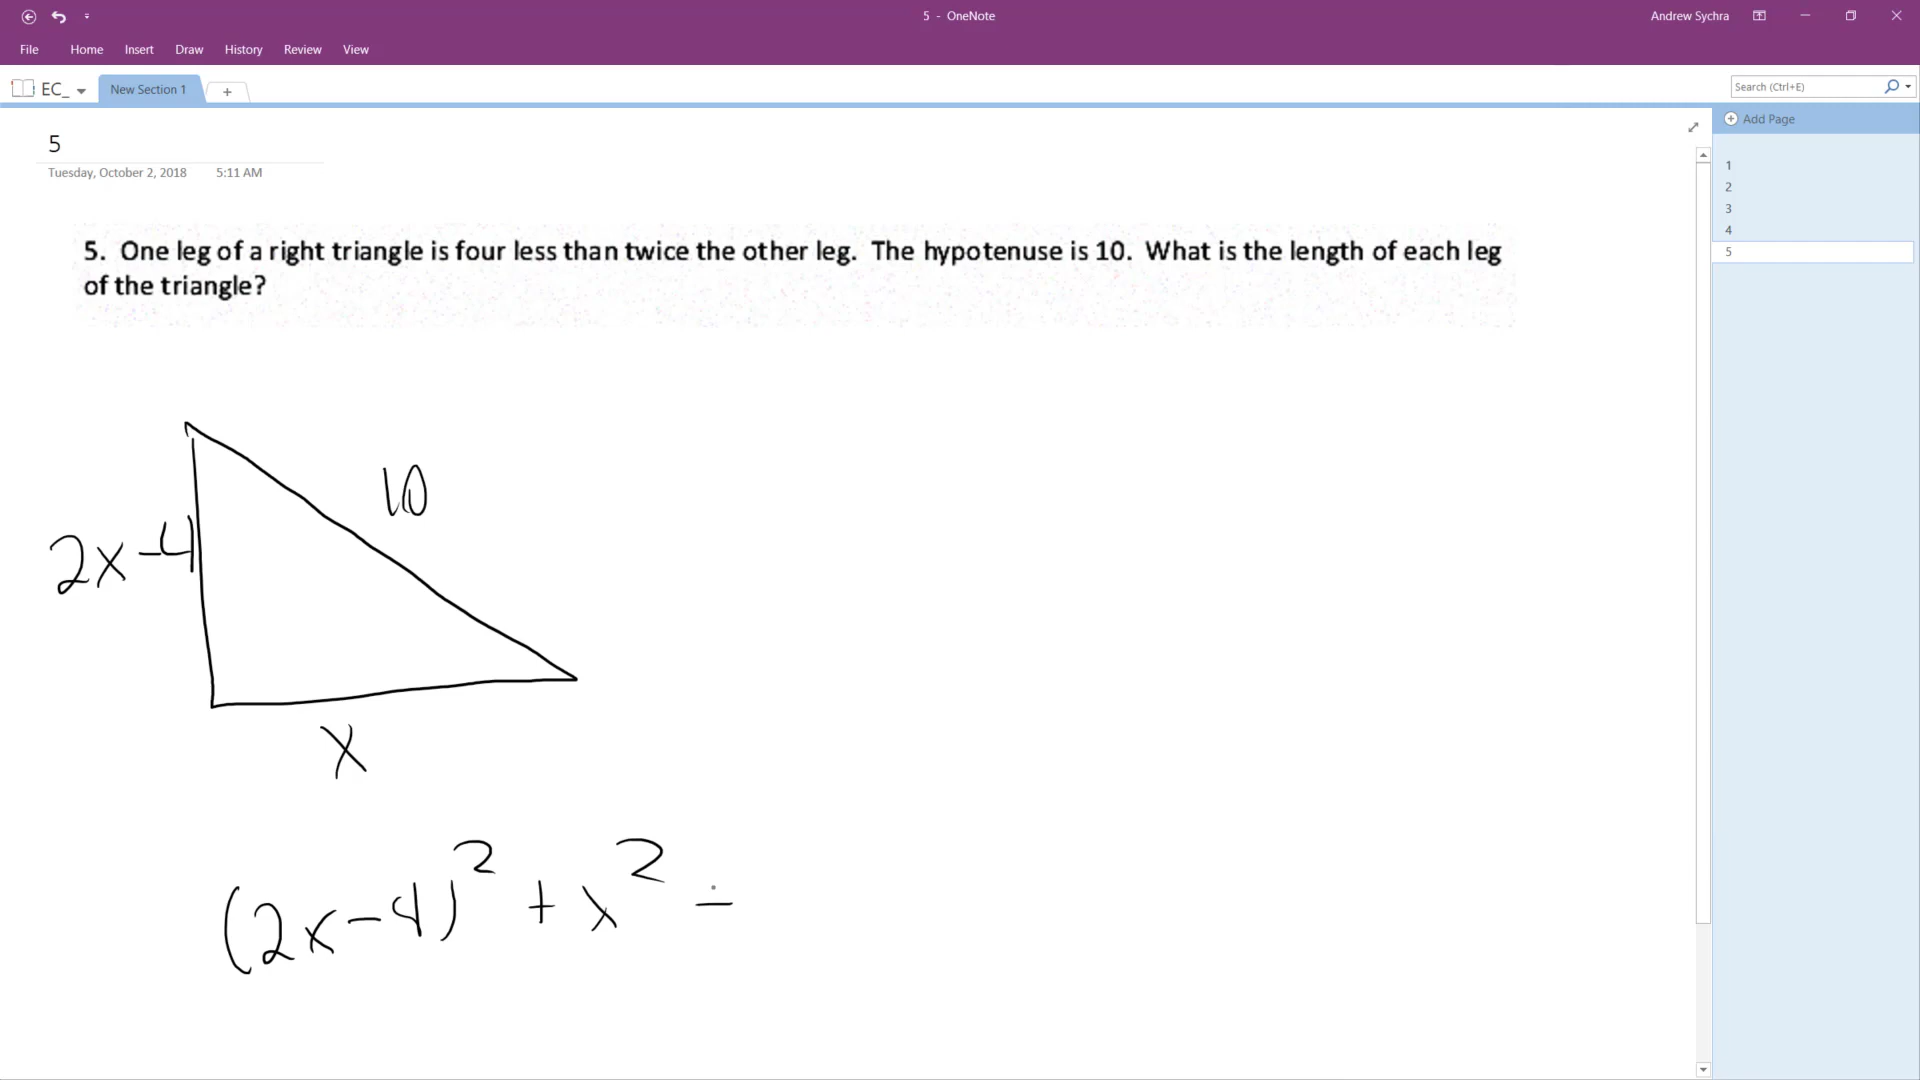 5 - OneNote
Andrew Sychra
File Home Insert Draw History Review View
EC_ New Section 1 +
Search (Ctrl+E)
Add Page
5
Tuesday, October 2, 2018 5:11 AM
1
2
3
4
5
5. One leg of a right triangle is four less than twice the other leg. The hypotenuse is 10. What is the length of each leg
of the triangle?
10
2x-4
x
(2x-4)² + x² -